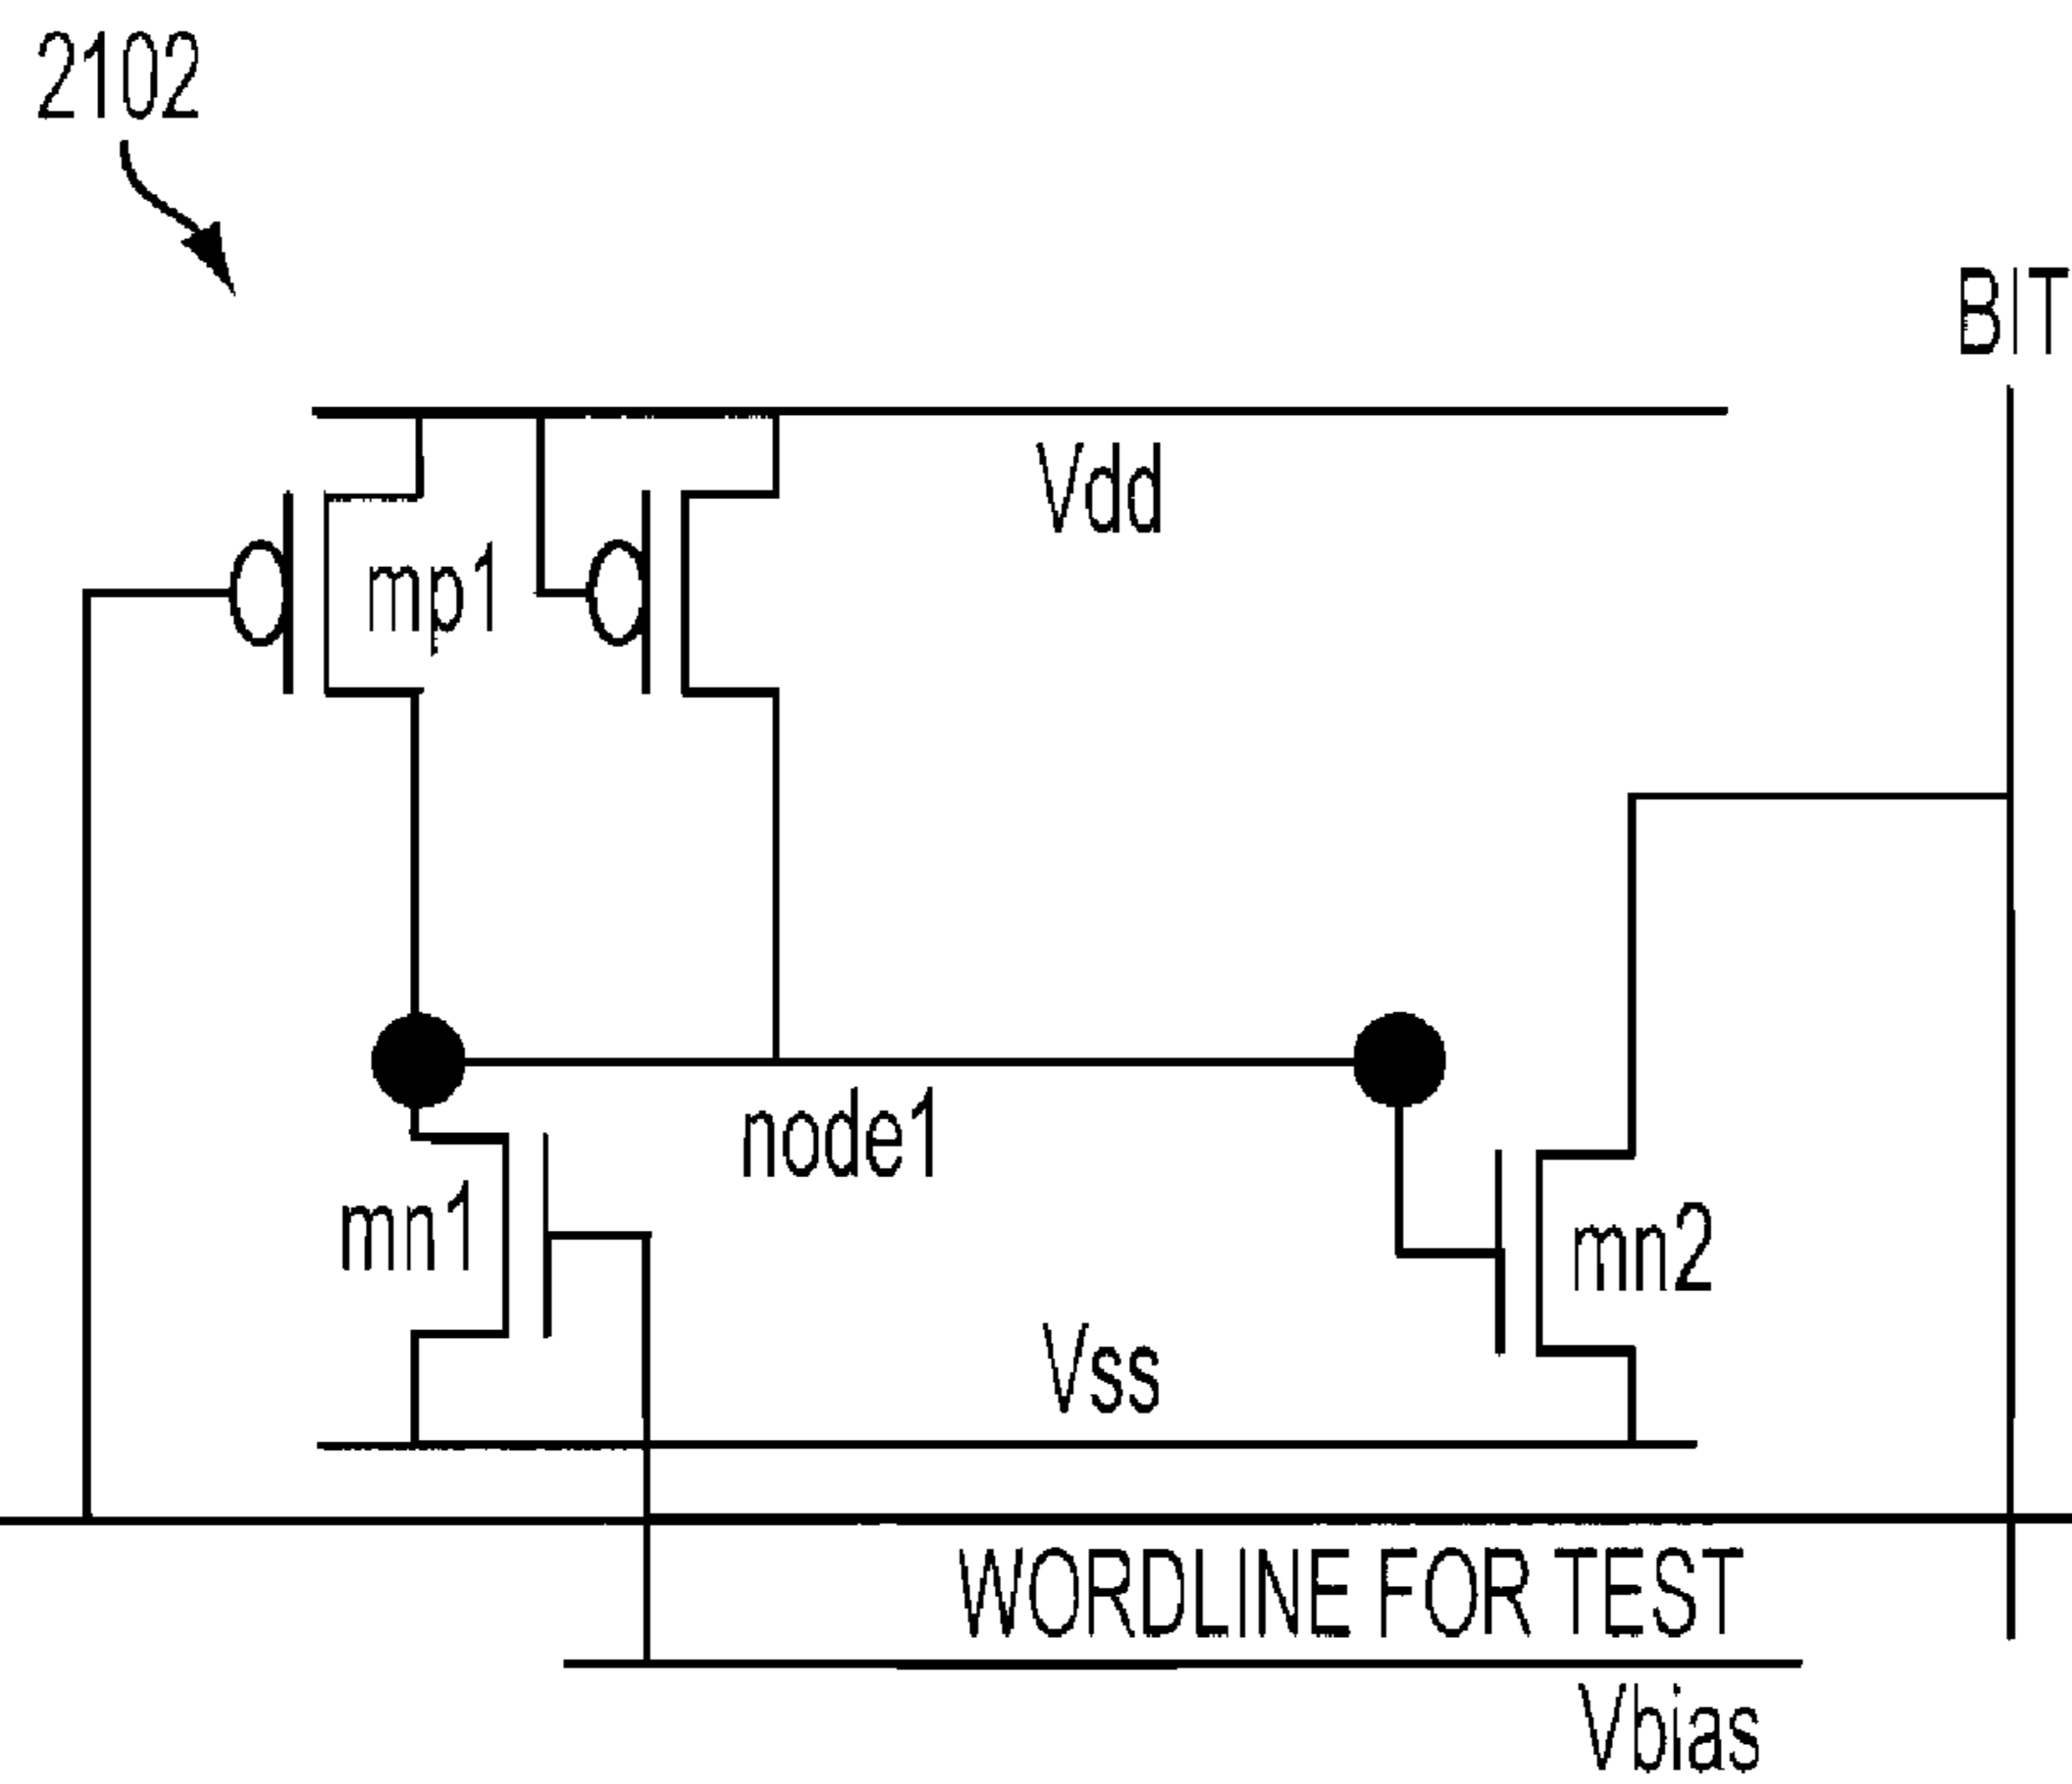 2102
BIT
Vdd
mp1
node1
mn1
mn2
Vss
WORDLINE FOR TEST
Vbias